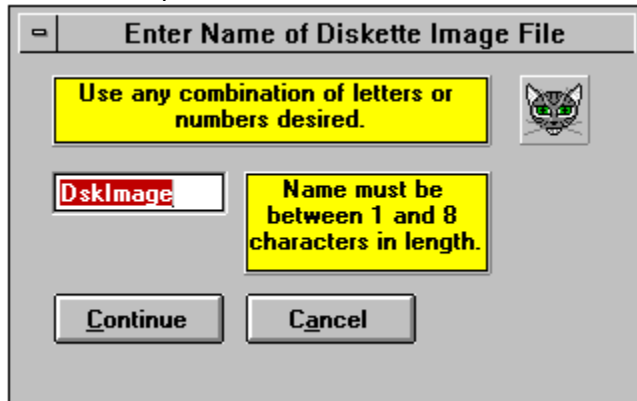 Enter Name of Diskette Image File
Use any combination of letters or
numbers desired.
DskImage
Name must be
between 1 and 8
characters in length.
Continue
Cancel